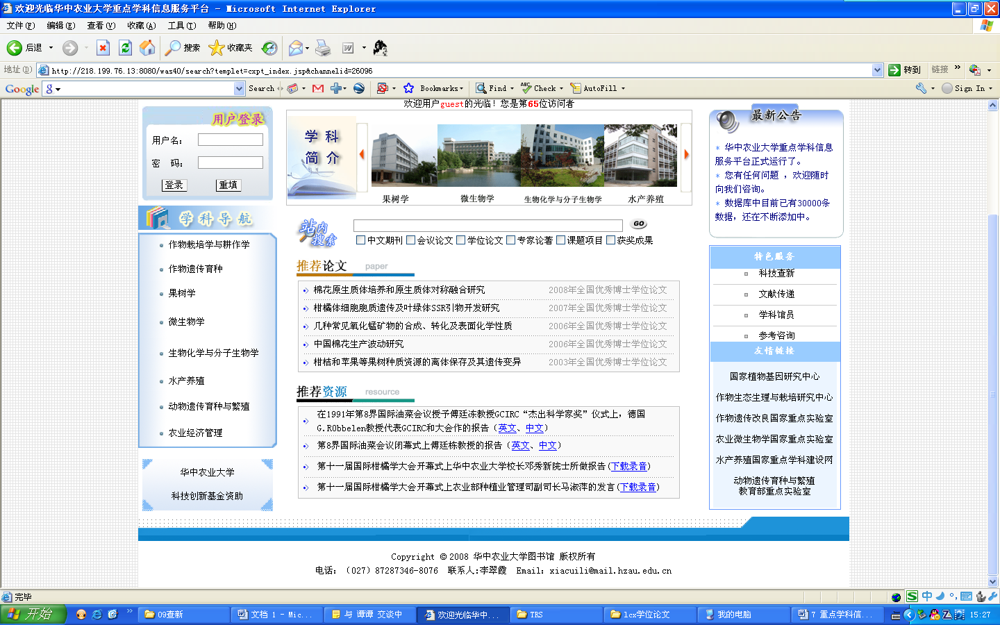 欢迎光临华中农业大学重点学科信息服务平台 - Microsoft Internet Explorer
文件(F) 编辑(E) 查看(V) 收藏(A) 工具(T) 帮助(H)
后退 搜索 收藏夹
地址(D) http://218.199.76.13:8080/was40/search?templet=cxpt_index.jsp&channelid=26096 转到 链接 »
Google Search Bookmarks Find Check AutoFill Sign In
欢迎用户guest的光临！您是第65位访问者
用户登录
用户名：
密 码：
登录 重填
学科导航
作物栽培学与耕作学
作物遗传育种
果树学
微生物学
生物化学与分子生物学
水产养殖
动物遗传育种与繁殖
农业经济管理
华中农业大学
科技创新基金资助
学科
简介
果树学 微生物学 生物化学与分子生物学 水产养殖
站内
搜索
GO
中文期刊 会议论文 学位论文 专家论著 课题项目 获奖成果
推荐论文 paper
棉花原生质体培养和原生质体对称融合研究 2008年全国优秀博士学位论文
柑橘体细胞胞质遗传及叶绿体SSR引物开发研究 2007年全国优秀博士学位论文
几种常见氧化锰矿物的合成、转化及表面化学性质 2006年全国优秀博士学位论文
中国棉花生产波动研究 2006年全国优秀博士学位论文
柑桔和苹果等果树种质资源的离体保存及其遗传变异 2003年全国优秀博士学位论文
推荐资源 resource
在1991年第8界国际油菜会议授予傅廷冻教授GCIRC“杰出科学家奖”仪式上，德国
G.RObbelen教授代表GCIRC和大会作的报告（英文、中文）
第8界国际油菜会议闭幕式上傅廷栋教授的报告（英文、中文）
第十一届国际柑橘学大会开幕式上华中农业大学校长邓秀新院士所做报告(下载录音)
第十一届国际柑橘学大会开幕式上农业部种植业管理司副司长马淑萍的发言(下载录音)
最新公告
* 华中农业大学重点学科信息
服务平台正式运行了。
* 您有任何问题 ，欢迎随时
向我们咨询。
* 数据库中目前已有30000条
数据，还在不断添加中。
特色服务
科技查新
文献传递
学科馆员
参考咨询
友情链接
国家植物基因研究中心
作物生态生理与栽培研究中心
作物遗传改良国家重点实验室
农业微生物学国家重点实验室
水产养殖国家重点学科建设网
动物遗传育种与繁殖
教育部重点实验室
Copyright © 2008 华中农业大学图书馆 版权所有
电话：（027）87287346-8076 联系人:李翠霞 Email：xiacuili@mail.hzau.edu.cn
完毕
中
开始 » 09查新 文档 1 - Mic... 与 谭谭 交谈中 欢迎光临华中... TRS lcx学位论文 我的电脑 7 重点学科信... 15:27